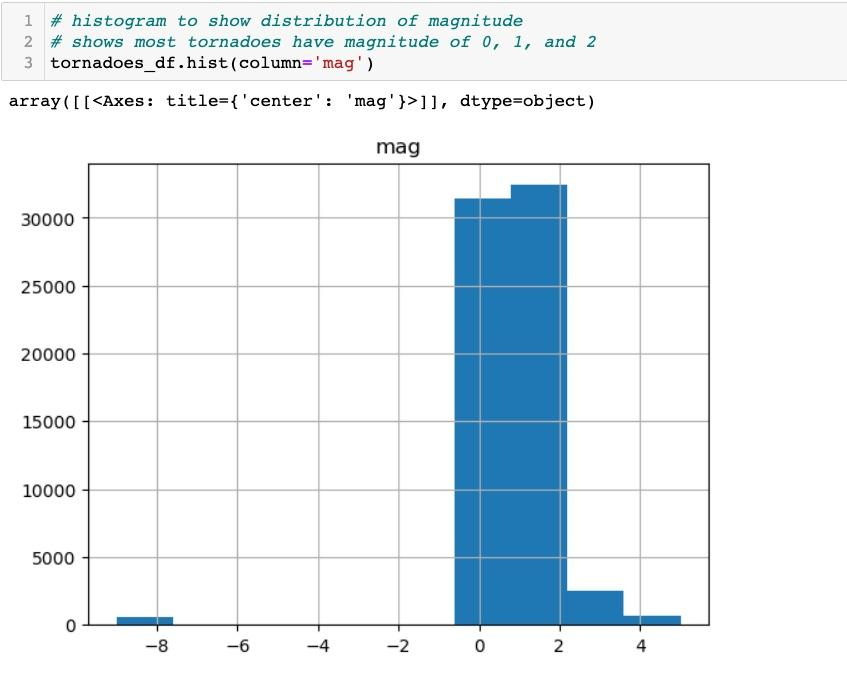 1 # histogram to show distribution of magnitude
2 # shows most tornadoes have magnitude of 0, 1, and 2
3 tornadoes_df.hist(column='mag')
array([[<Axes: title={'center': 'mag'}>]], dtype=object)
mag
30000
25000
20000
15000
10000
5000
0
−8 −6 −4 −2 0 2 4